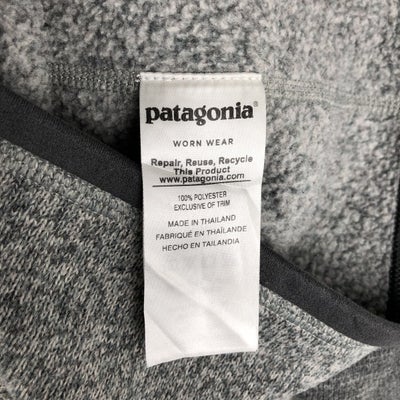 patagonia®
WORN WEAR
Repair, Reuse, Recycle
This Product
www.patagonia.com
100% POLYESTER
EXCLUSIVE OF TRIM
MADE IN THAILAND
FABRIQUÉ EN THAÏLANDE
HECHO EN TAILANDIA